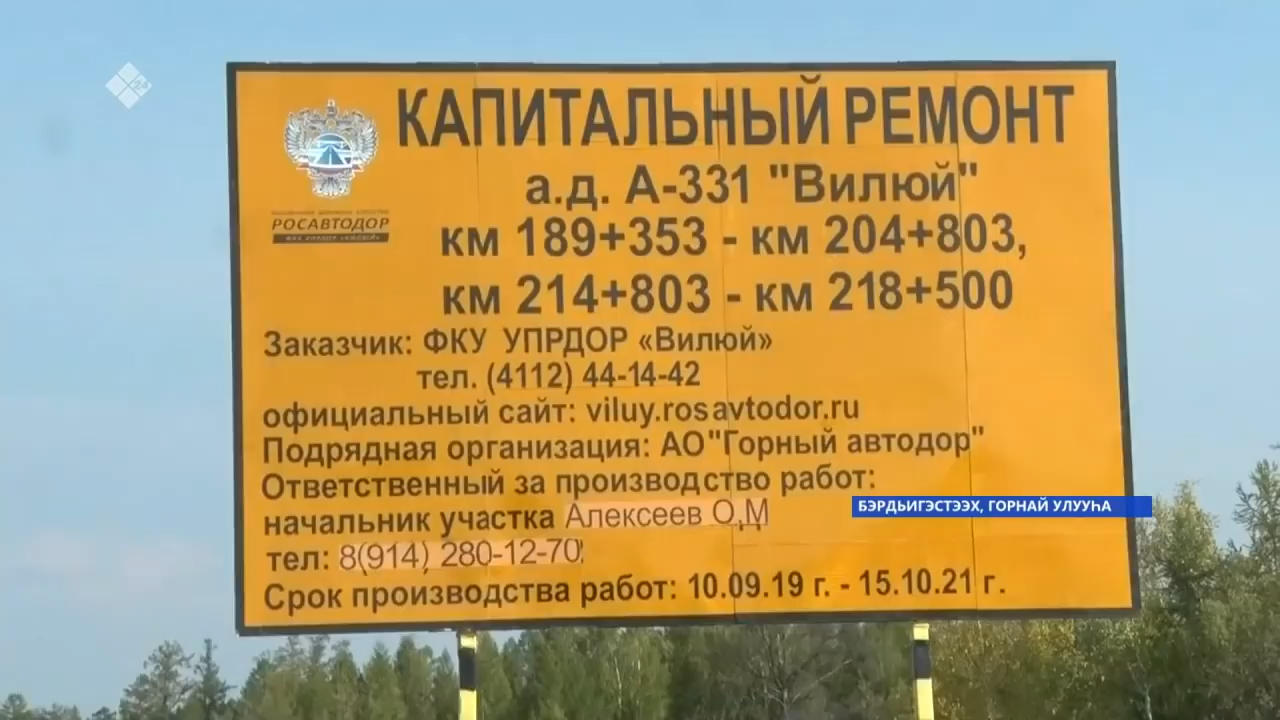 24
КАПИТАЛЬНЫЙ РЕМОНТ
а.д. А-331 "Вилюй"
РОСАВТОДОР
км 189+353 - км 204+803,
км 214+803 - км 218+500
Заказчик: ФКУ УПРДОР «Вилюй»
тел. (4112) 44-14-42
официальный сайт: viluy.rosavtodor.ru
Подрядная организация: АО"Горный автодор"
Ответственный за производство работ:
начальник участка Алексеев О.М
тел: 8(914) 280-12-70
Срок производства работ: 10.09.19 г. - 15.10.21 г.
БЭРДЬИГЭСТЭЭХ, ГОРНАЙ УЛУУҺА